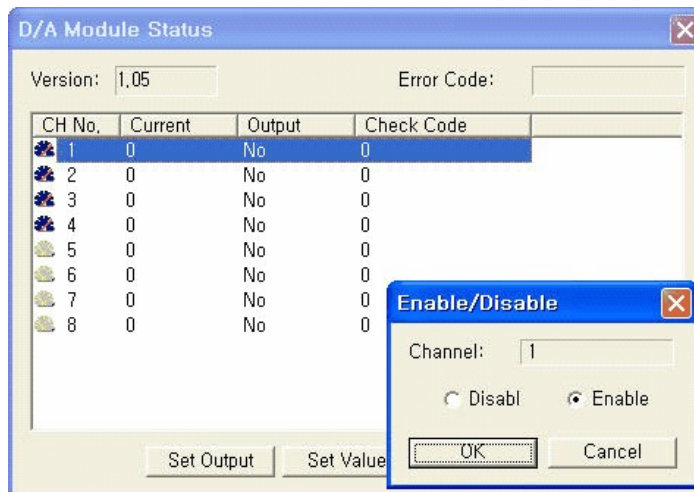 D/A Module Status
Version: 1,05 Error Code:
CH No, Current Output Check Code
1 0 No 0
2 0 No 0
3 0 No 0
4 0 No 0
5 0 No 0
6 0 No 0
7 0 No 0
8 0 No 0
Enable/Disable
Channel: 1
Disabl Enable
OK Cancel
Set Output Set Value